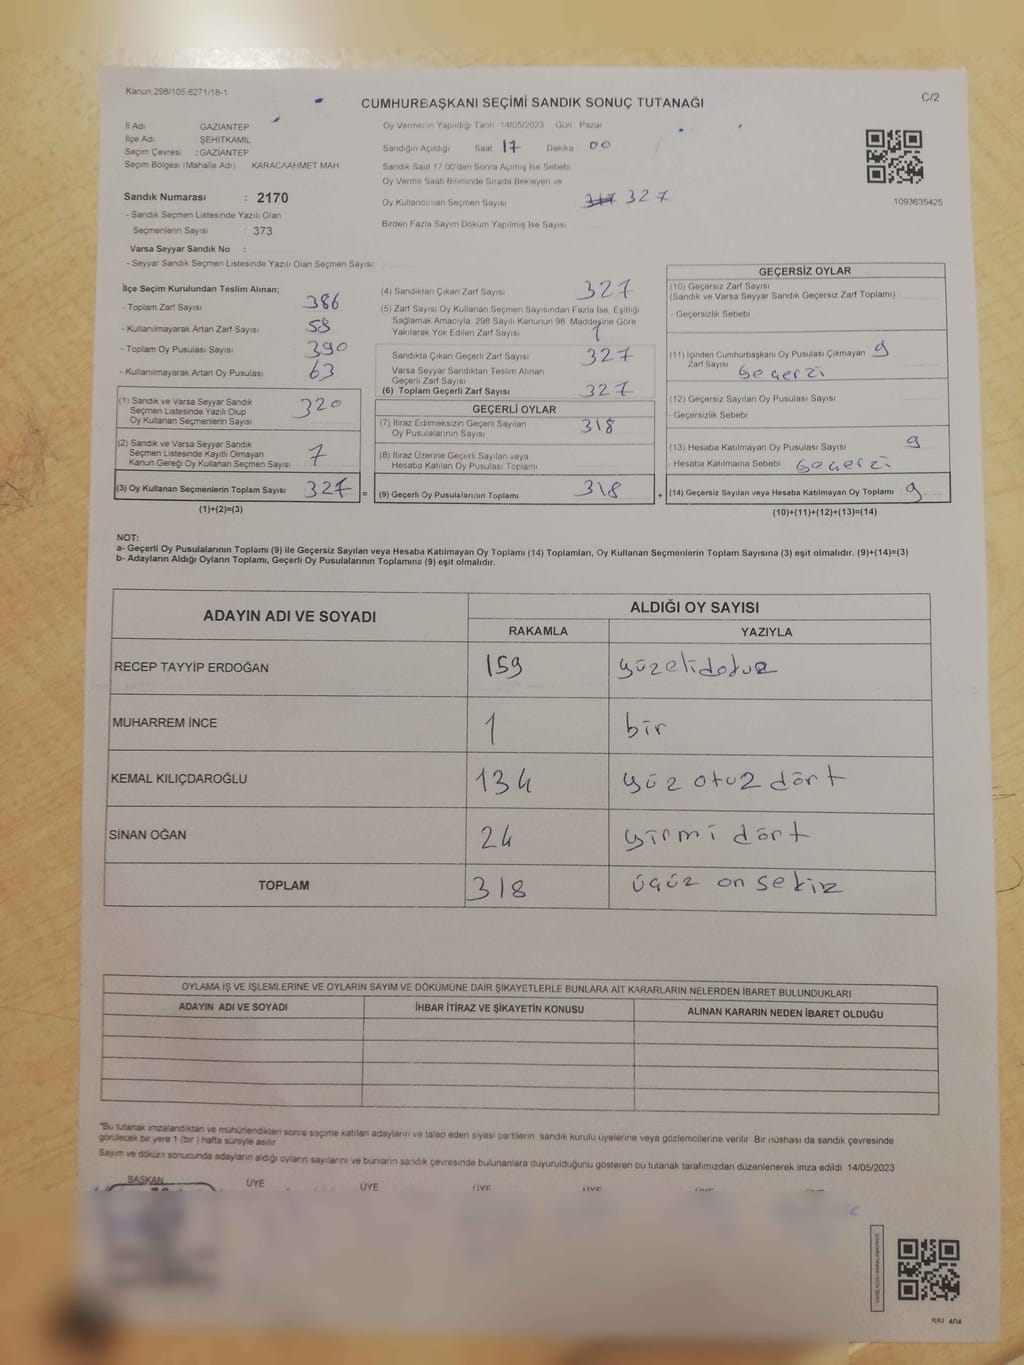 Kanun 298/105 6271/18-1
C/2
CUMHURBAŞKANI SEÇİMİ SANDIK SONUÇ TUTANAĞI
İl Adı GAZİANTEP
İlçe Adı ŞEHİTKAMİL
Seçim Çevresi : GAZİANTEP
Seçim Bölgesi (Mahalle Adı) KARACAAHMET MAH
Sandık Numarası : 2170
- Sandık Seçmen Listesinde Yazılı Olan
Seçmenlerin Sayısı : 373
Varsa Seyyar Sandık No :
- Seyyar Sandık Seçmen Listesinde Yazılı Olan Seçmen Sayısı
Oy Vermenin Yapıldığı Tarih 14/05/2023 Gün Pazar
Sandığın Açıldığı Saat 17 Dakika 00
Sandık Saat 17:00'den Sonra Açılmış İse Sebebi
Oy Verme Saati Bitiminde Sırada Bekleyen ve
Oy Kullandırılan Seçmen Sayısı 327
Birden Fazla Sayım Döküm Yapılmış İse Sayısı
1093635425
İlçe Seçim Kurulundan Teslim Alınan;
- Toplam Zarf Sayısı 386
- Kullanılmayarak Artan Zarf Sayısı 58
- Toplam Oy Pusulası Sayısı 390
- Kullanılmayarak Artan Oy Pusulası 63
(1) Sandık ve Varsa Seyyar Sandık
Seçmen Listesinde Yazılı Olup
Oy Kullanan Seçmenlerin Sayısı 320
(2) Sandık ve Varsa Seyyar Sandık
Seçmen Listesinde Kayıtlı Olmayan
Kanun Gereği Oy Kullanan Seçmen Sayısı 7
(3) Oy Kullanan Seçmenlerin Toplam Sayısı 327 =
(1)+(2)=(3)
(4) Sandıktan Çıkan Zarf Sayısı 327
(5) Zarf Sayısı Oy Kullanan Seçmen Sayısından Fazla İse, Eşitliği
Sağlamak Amacıyla 298 Sayılı Kanunun 98. Maddesine Göre
Yakılarak Yok Edilen Zarf Sayısı 1
Sandıkta Çıkan Geçerli Zarf Sayısı 327
Varsa Seyyar Sandıktan Teslim Alınan
Geçerli Zarf Sayısı
(6) Toplam Geçerli Zarf Sayısı 327
GEÇERLİ OYLAR
(7) İtiraz Edilmeksizin Geçerli Sayılan
Oy Pusulalarının Sayısı 318
(8) İtiraz Üzerine Geçerli Sayılan veya
Hesaba Katılan Oy Pusulası Toplamı
(9) Geçerli Oy Pusulalarının Toplamı 318 +
GEÇERSİZ OYLAR
(10) Geçersiz Zarf Sayısı
(Sandık ve Varsa Seyyar Sandık Geçersiz Zarf Toplamı)
- Geçersizlik Sebebi
(11) İçinden Cumhurbaşkanı Oy Pusulası Çıkmayan 9
Zarf Sayısı
(12) Geçersiz Sayılan Oy Pusulası Sayısı
- Geçersizlik Sebebi
(13) Hesaba Katılmayan Oy Pusulası Sayısı 9
- Hesaba Katılmama Sebebi
(14) Geçersiz Sayılan veya Hesaba Katılmayan Oy Toplamı 9
(10)+(11)+(12)+(13)=(14)
NOT:
a- Geçerli Oy Pusulalarının Toplamı (9) ile Geçersiz Sayılan veya Hesaba Katılmayan Oy Toplamı (14) Toplamları, Oy Kullanan Seçmenlerin Toplam Sayısına (3) eşit olmalıdır. (9)+(14)=(3)
b- Adayların Aldığı Oyların Toplamı, Geçerli Oy Pusulalarının Toplamına (9) eşit olmalıdır.
ADAYIN ADI VE SOYADI ALDIĞI OY SAYISI
RAKAMLA YAZIYLA
RECEP TAYYİP ERDOĞAN 159 yüzelidokuz
MUHARREM İNCE 1 bir
KEMAL KILIÇDAROĞLU 134 yüz otuz dört
SİNAN OĞAN 24 yirmi dört
TOPLAM 318 üçüz on sekiz
OYLAMA İŞ VE İŞLEMLERİNE VE OYLARIN SAYIM VE DÖKÜMÜNE DAİR ŞİKAYETLERLE BUNLARA AİT KARARLARIN NELERDEN İBARET BULUNDUKLARI
ADAYIN ADI VE SOYADI İHBAR İTİRAZ VE ŞİKAYETİN KONUSU ALINAN KARARIN NEDEN İBARET OLDUĞU
"Bu tutanak imzalandıktan ve mühürlendikten sonra seçime katılan adayların ve talep eden siyasi partilerin sandık kurulu üyelerine veya gözlemcilerine verilir. Bir nüshası da sandık çevresinde
görülecek bir yere 1 (bir) hafta süreyle asılır.
Sayım ve döküm sonucunda adayların aldığı oyların sayılarını ve bunların sandık çevresinde bulunanlara duyurulduğunu gösteren bu tutanak tarafımızdan düzenlenerek imza edildi. 14/05/2023
BAŞKAN ÜYE ÜYE ÜYE ÜYE